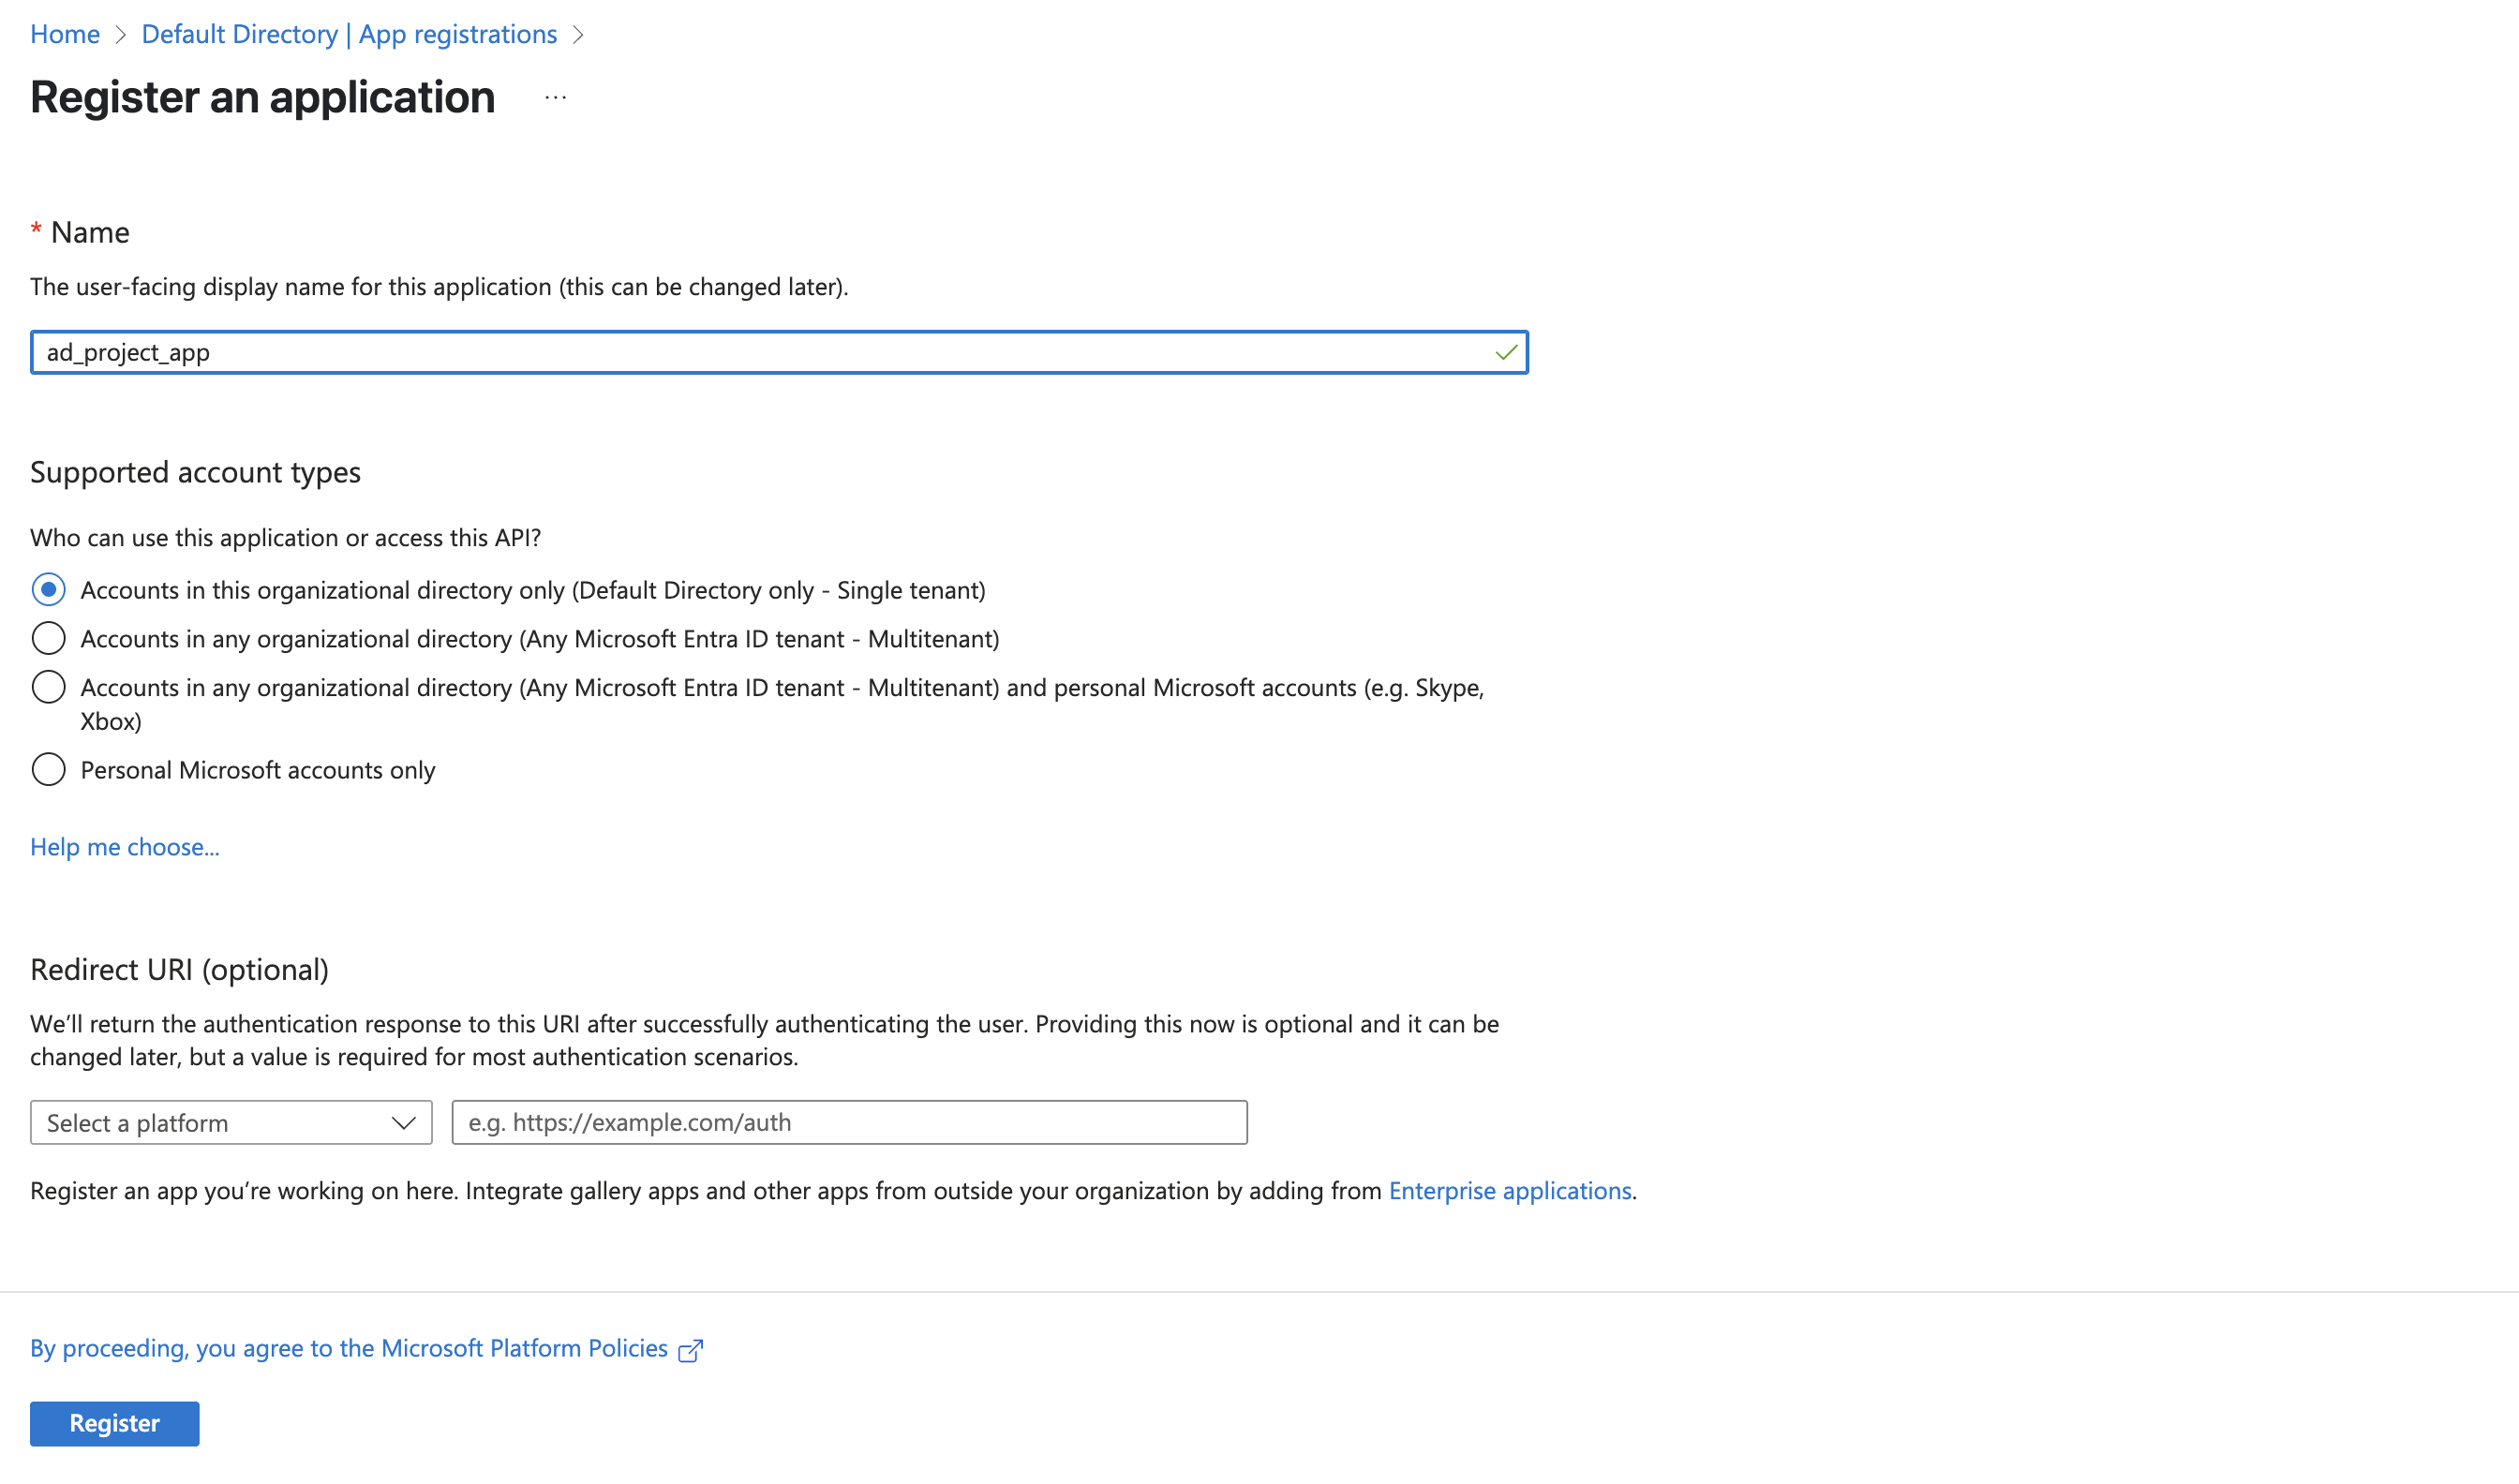 Home > Default Directory | App registrations >
Register an application ...
* Name
The user-facing display name for this application (this can be changed later).
ad_project_app
Supported account types
Who can use this application or access this API?
Accounts in this organizational directory only (Default Directory only - Single tenant)
Accounts in any organizational directory (Any Microsoft Entra ID tenant - Multitenant)
Accounts in any organizational directory (Any Microsoft Entra ID tenant - Multitenant) and personal Microsoft accounts (e.g. Skype,
Xbox)
Personal Microsoft accounts only
Help me choose...
Redirect URI (optional)
We’ll return the authentication response to this URI after successfully authenticating the user. Providing this now is optional and it can be
changed later, but a value is required for most authentication scenarios.
Select a platform
e.g. https://example.com/auth
Register an app you’re working on here. Integrate gallery apps and other apps from outside your organization by adding from Enterprise applications.
By proceeding, you agree to the Microsoft Platform Policies
Register